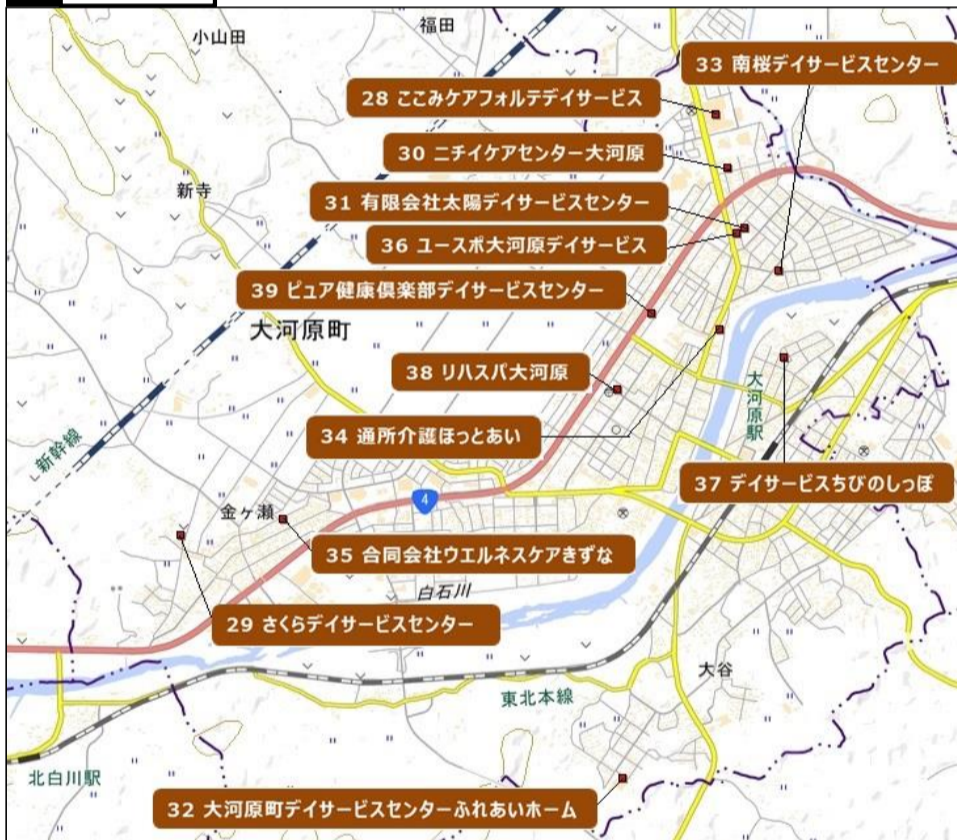 小山田
福田
33 南桜デイサービスセンター
28 ここみケアフォルテデイサービス
30 ニチイケアセンター大河原
新寺
31 有限会社太陽デイサービスセンター
36 ユースポ大河原デイサービス
39 ピュア健康倶楽部デイサービスセンター
大河原町
38 リハスパ大河原
大河原駅
34 通所介護ほっとあい
新幹線
37 デイサービスちびのしっぽ
4
金ヶ瀬
35 合同会社ウエルネスケアきずな
白石川
29 さくらデイサービスセンター
大谷
東北本線
北白川駅
32 大河原町デイサービスセンターふれあいホーム